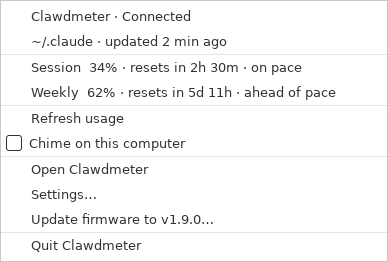 Clawdmeter · Connected
~/.claude · updated 2 min ago
Session  34% · resets in 2h 30m · on pace
Weekly  62% · resets in 5d 11h · ahead of pace
Refresh usage
Chime on this computer
Open Clawdmeter
Settings...
Update firmware to v1.9.0...
Quit Clawdmeter